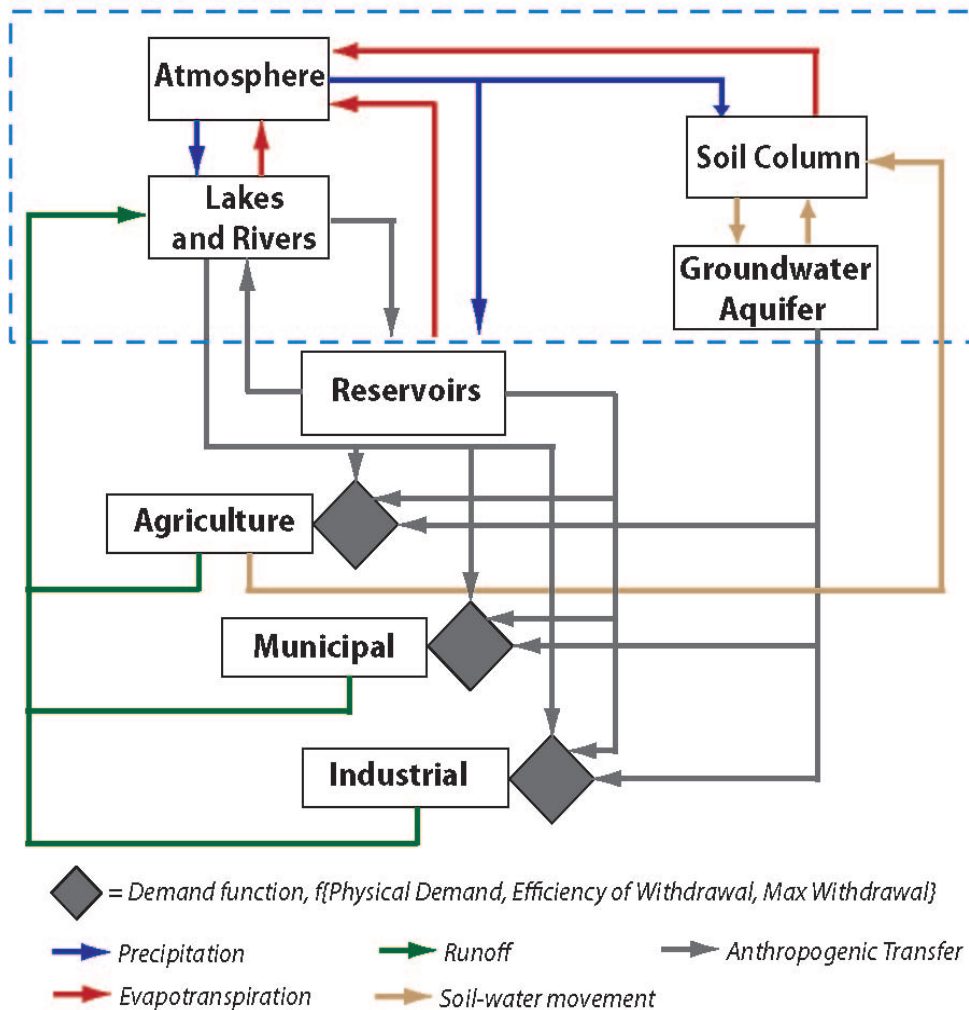 Atmosphere
Soil Column
Lakes
and Rivers
Groundwater
Aquifer
Reservoirs
Agriculture
Municipal
Industrial
= Demand function, f{Physical Demand, Efficiency of Withdrawal, Max Withdrawal}
Precipitation
Runoff
Anthropogenic Transfer
Evapotranspiration
Soil-water movement